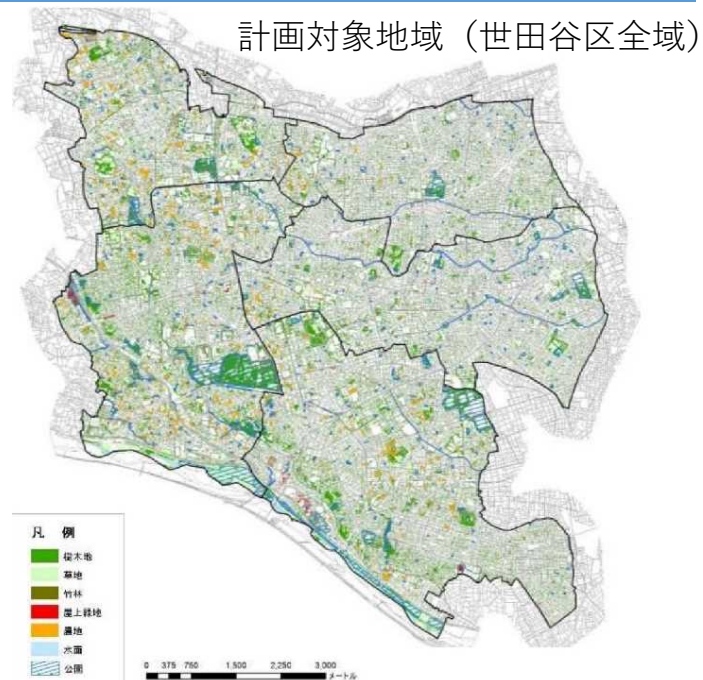 計画対象地域（世田谷区全域）
凡 例
樹木地
草地
竹林
屋上緑地
農地
水面
公園
0 375 750 1,500 2,250 3,000
メートル